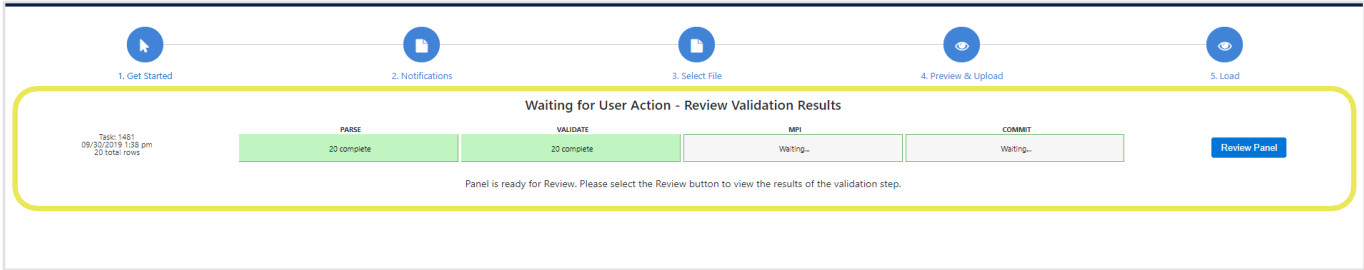 1. Get Started
2. Notifications
3. Select File
4. Preview & Upload
5. Load
Waiting for User Action - Review Validation Results
Task: 1481
09/30/2019 1:38 pm
20 total rows
PARSE
20 complete
VALIDATE
20 complete
MPI
Waiting...
COMMIT
Waiting...
Review Panel
Panel is ready for Review. Please select the Review button to view the results of the validation step.